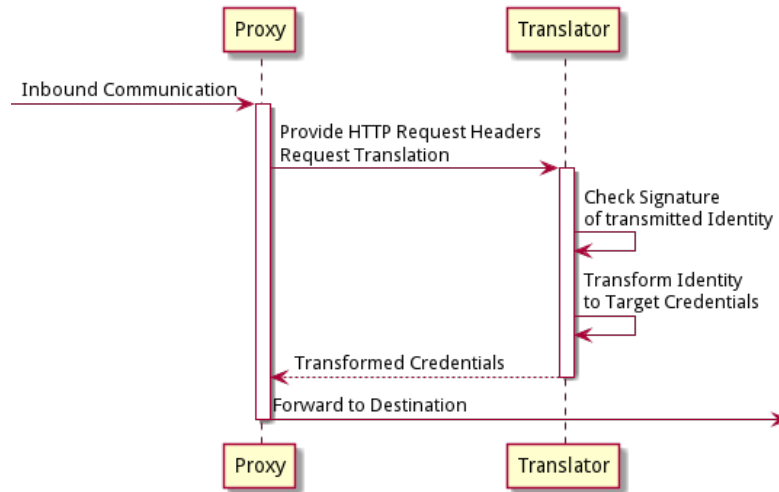 Proxy
Translator
Inbound Communication
Provide HTTP Request Headers
Request Translation
Check Signature
of transmitted Identity
Transform Identity
to Target Credentials
Transformed Credentials
Forward to Destination
Proxy
Translator